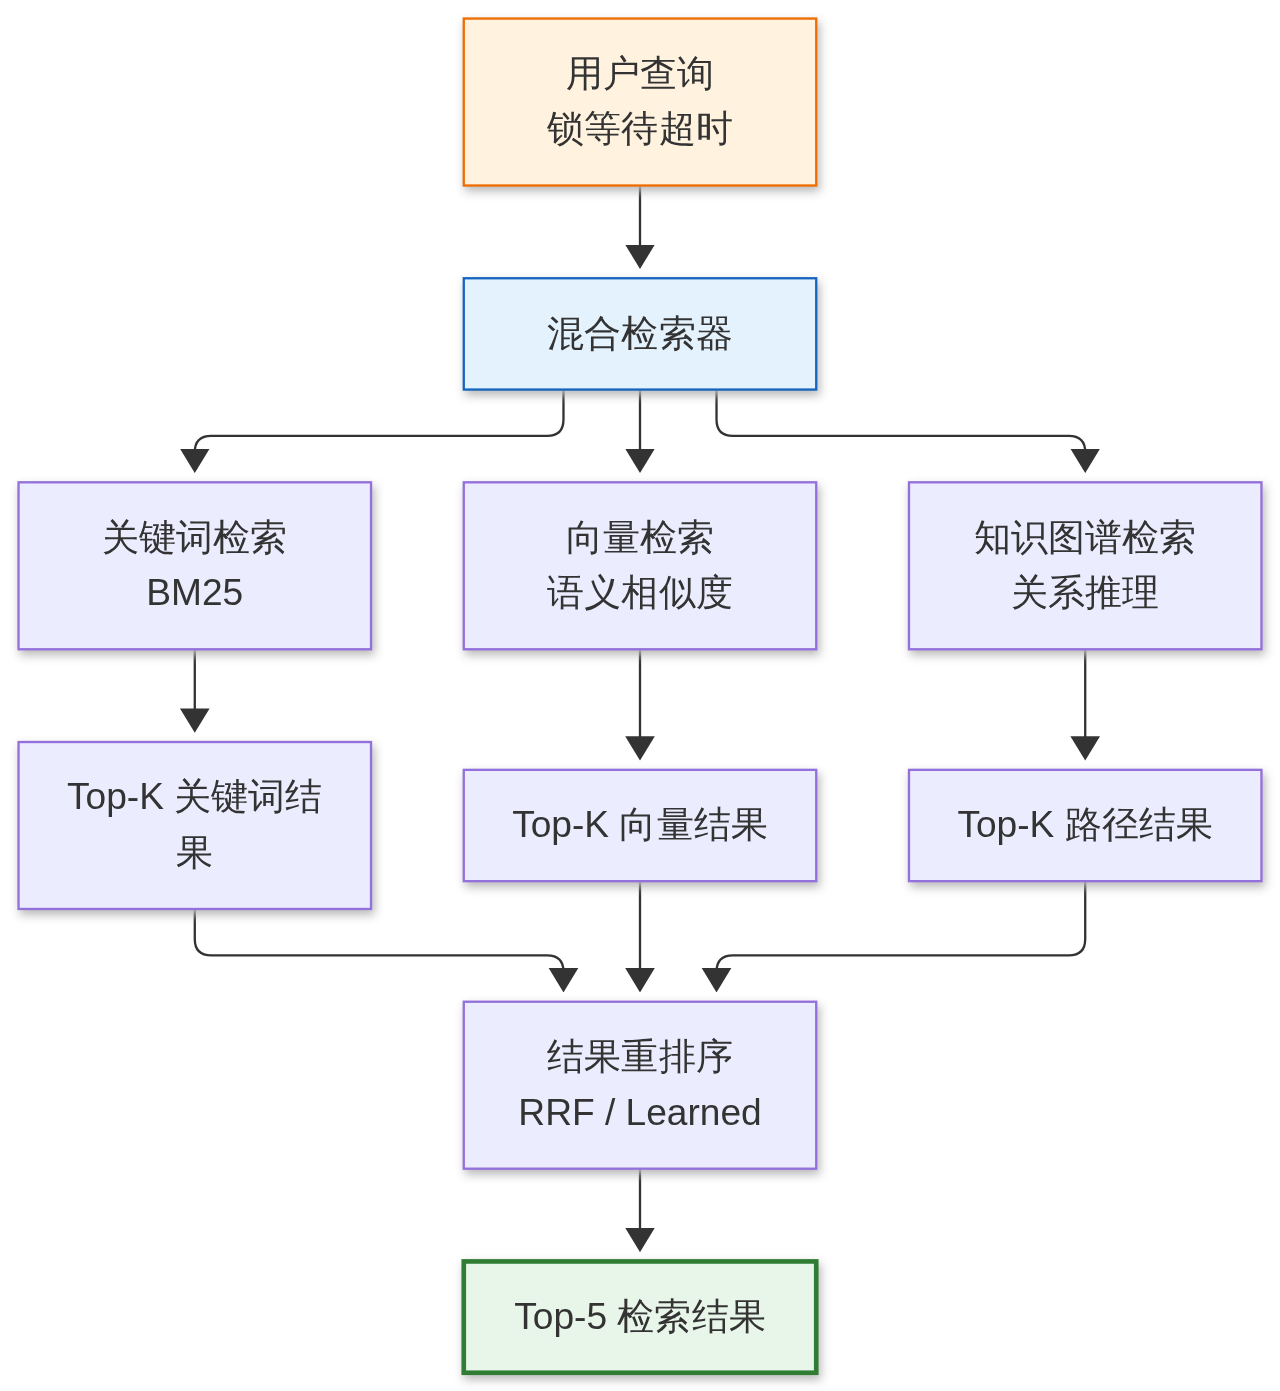 用户查询
锁等待超时
混合检索器
关键词检索
BM25
向量检索
语义相似度
知识图谱检索
关系推理
Top-K 关键词结
果
Top-K 向量结果
Top-K 路径结果
结果重排序
RRF / Learned
Top-5 检索结果